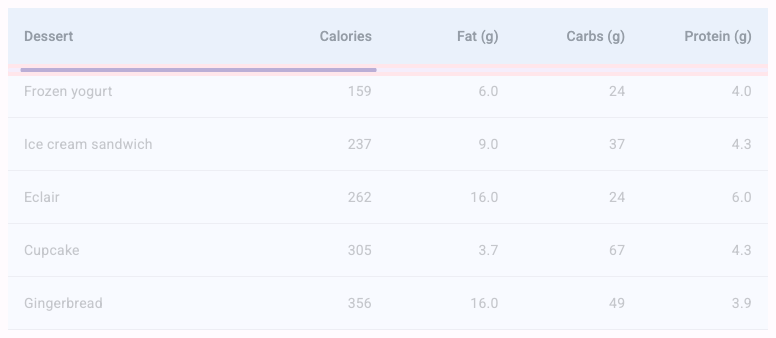 Dessert Calories Fat (g) Carbs (g) Protein (g)
Frozen yogurt 159 6.0 24 4.0
Ice cream sandwich 237 9.0 37 4.3
Eclair 262 16.0 24 6.0
Cupcake 305 3.7 67 4.3
Gingerbread 356 16.0 49 3.9